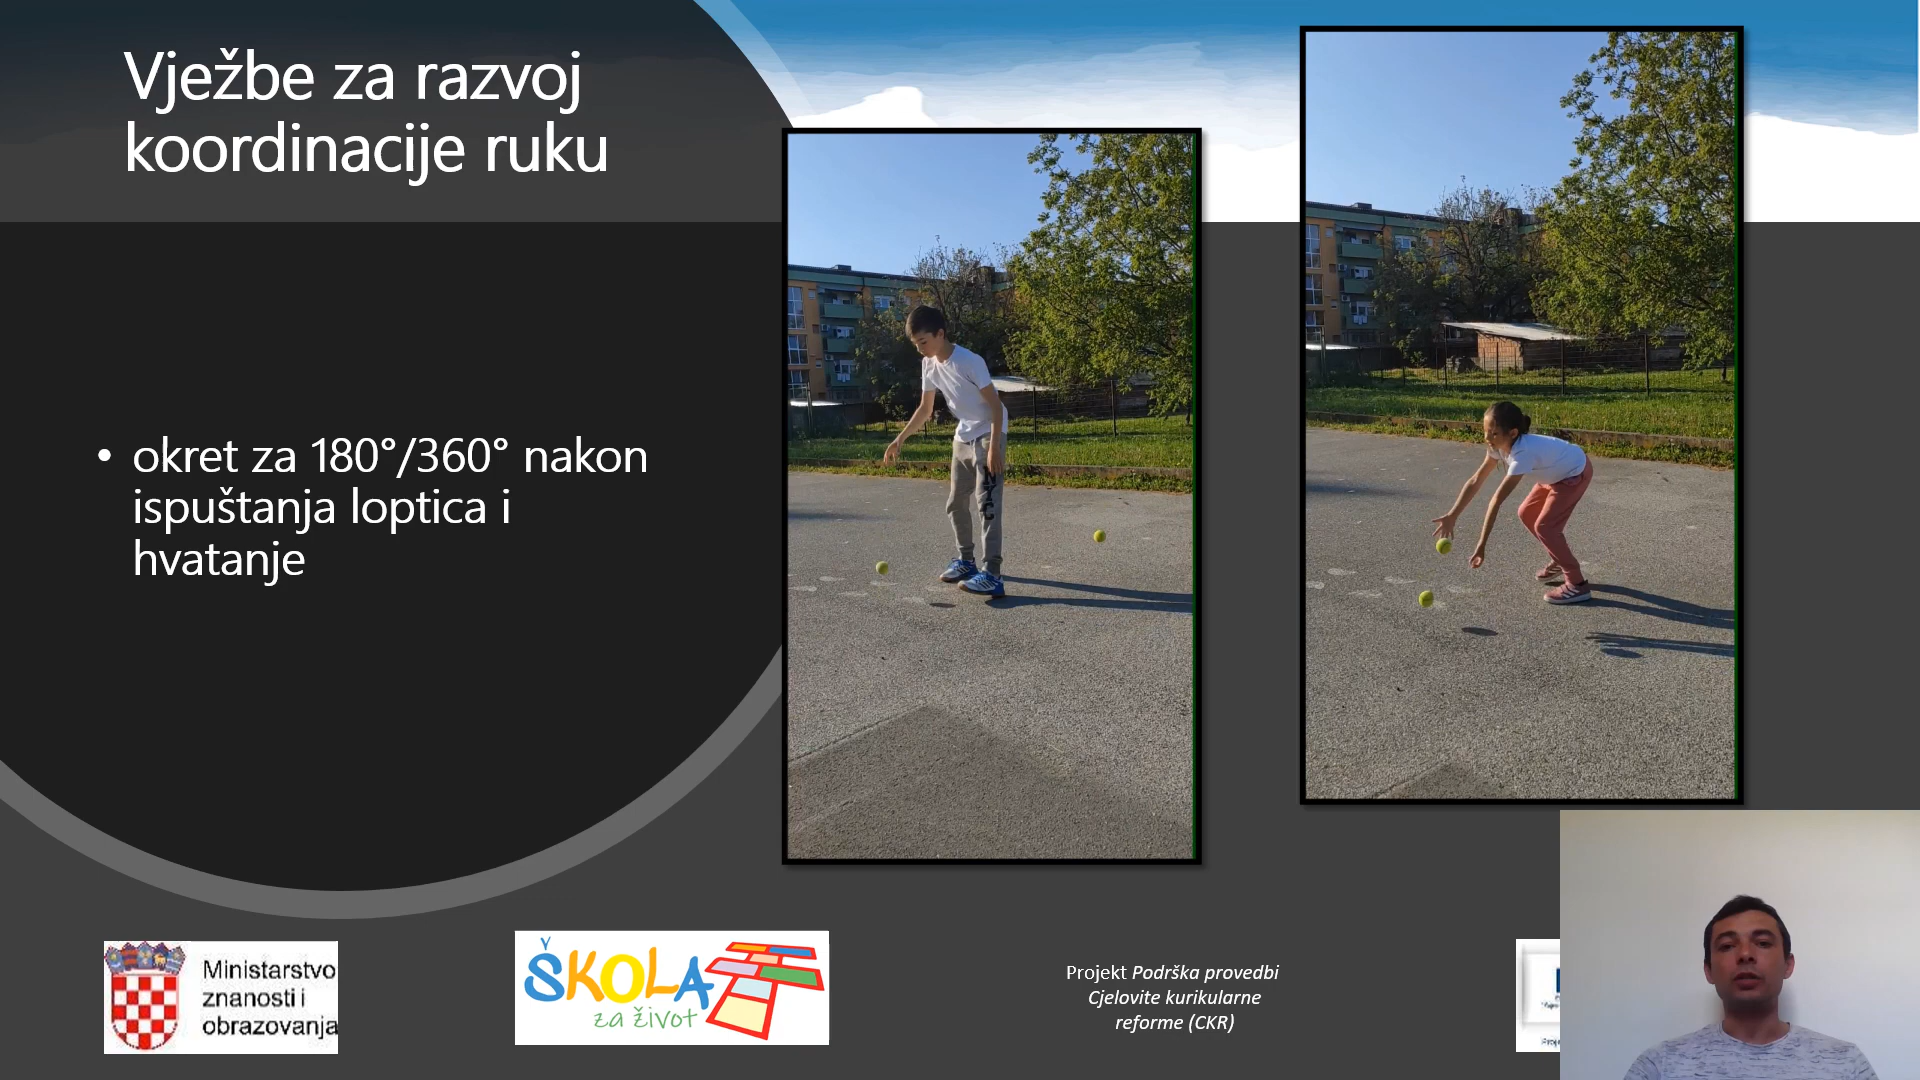 Vježbe za razvoj
koordinacije ruku
• okret za 180°/360° nakon
ispuštanja loptica i
hvatanje
NYC
Ministarstvo
znanosti i
obrazovanja
ŠKOLA
za život
Projekt Podrška provedbi
Cjelovite kurikularne
reforme (CKR)